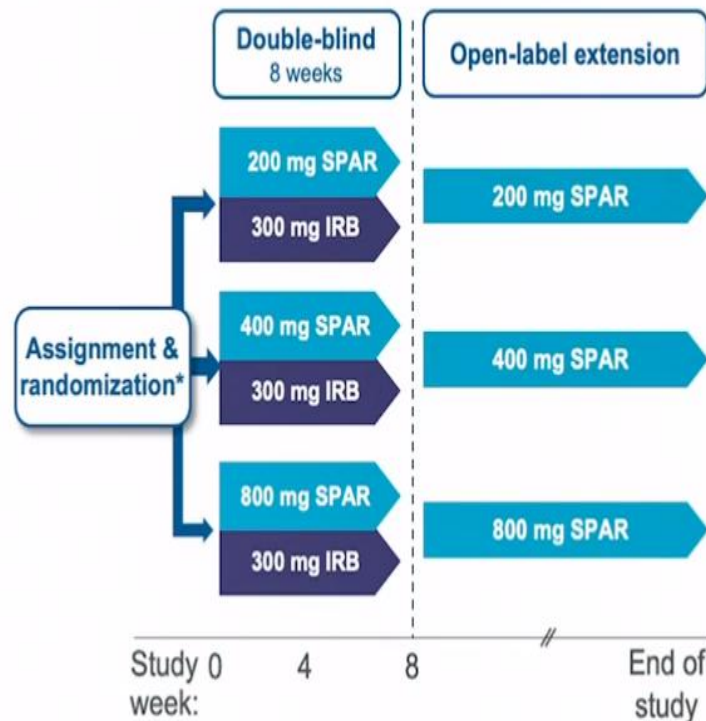 Double-blind
8 weeks
Open-label extension
200 mg SPAR
300 mg IRB
200 mg SPAR
Assignment &
randomization*
400 mg SPAR
300 mg IRB
400 mg SPAR
800 mg SPAR
300 mg IRB
800 mg SPAR
Study week: 0 4 8 End of study